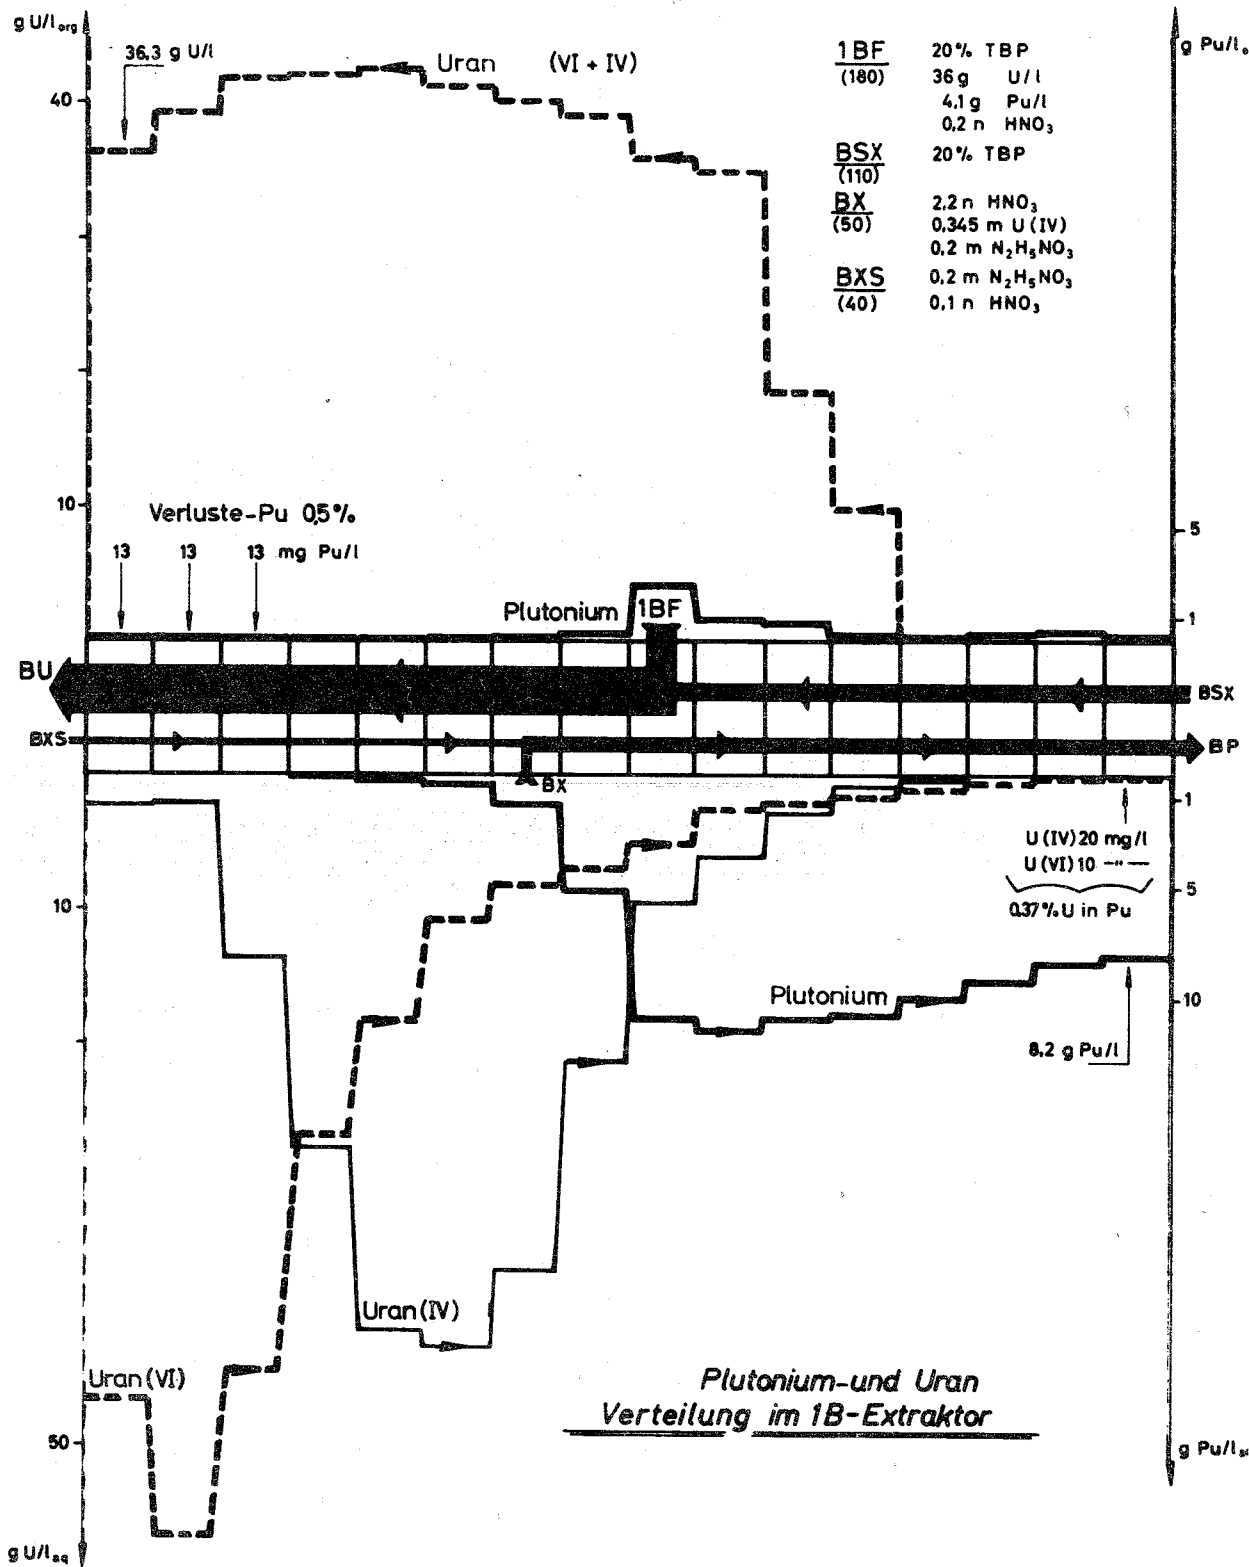 g U/l org
36,3 g U/l
Uran (VI + IV)
40
10
g Pu/l o
1BF 20% TBP
(180) 36 g U/l
4,1 g Pu/l
0,2 n HNO₃
BSX 20% TBP
(110)
BX 2,2 n HNO₃
(50) 0,345 m U(IV)
0,2 m N₂H₅NO₃
BXS 0,2 m N₂H₅NO₃
(40) 0,1 n HNO₃
Verluste-Pu 0,5%
13 13 13 mg Pu/l
5
1
Plutonium 1BF
BU
BSX
BXS
BP
BX
1
U(IV) 20 mg/l
U(VI) 10 -"-
5
0,37% U in Pu
10
Plutonium
10
8,2 g Pu/l
Uran(IV)
Uran(VI)
50
Plutonium-und Uran
Verteilung im 1B-Extraktor
g Pu/l
g U/l aq